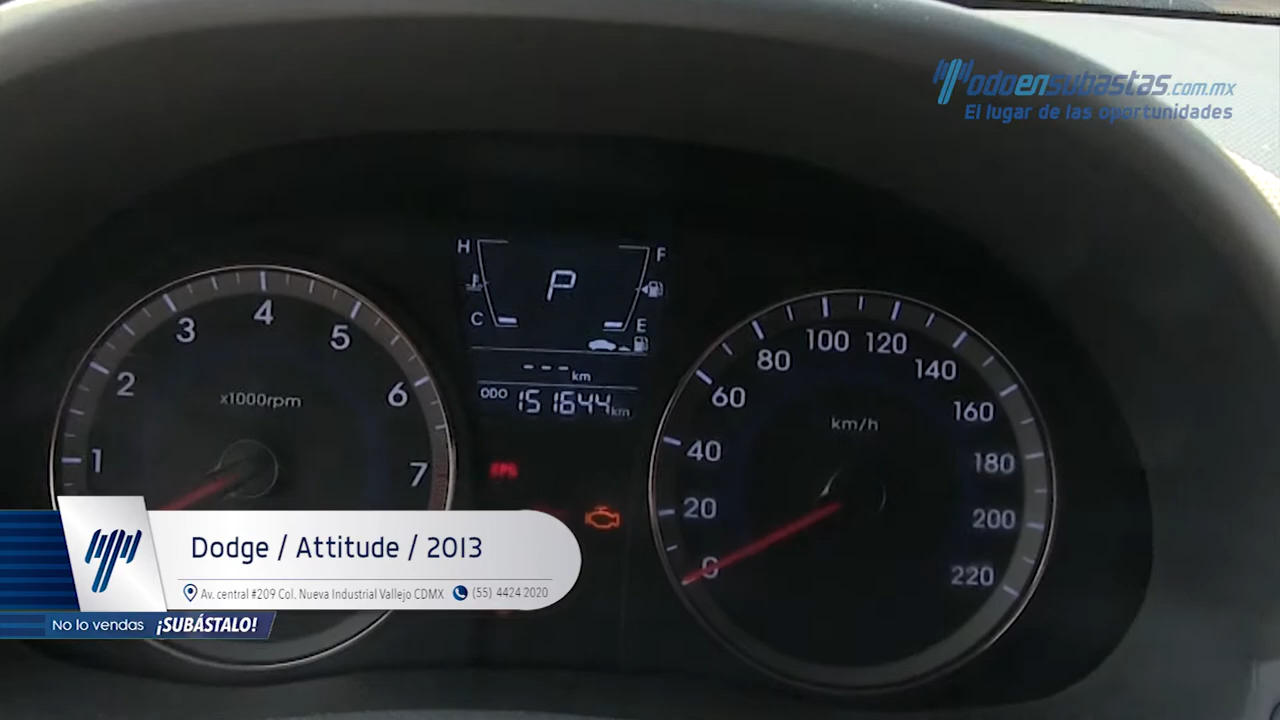 Todoensubastas.com.mx
El lugar de las oportunidades
H F
P
C E
--- km
ODO 151644 km
EPS
1 2 3 4 5 6 7
x1000rpm
0 20 40 60 80 100 120 140 160 180 200 220
km/h
Dodge / Attitude / 2013
Av. central #209 Col. Nueva Industrial Vallejo CDMX (55) 4424 2020
No lo vendas ¡SUBÁSTALO!